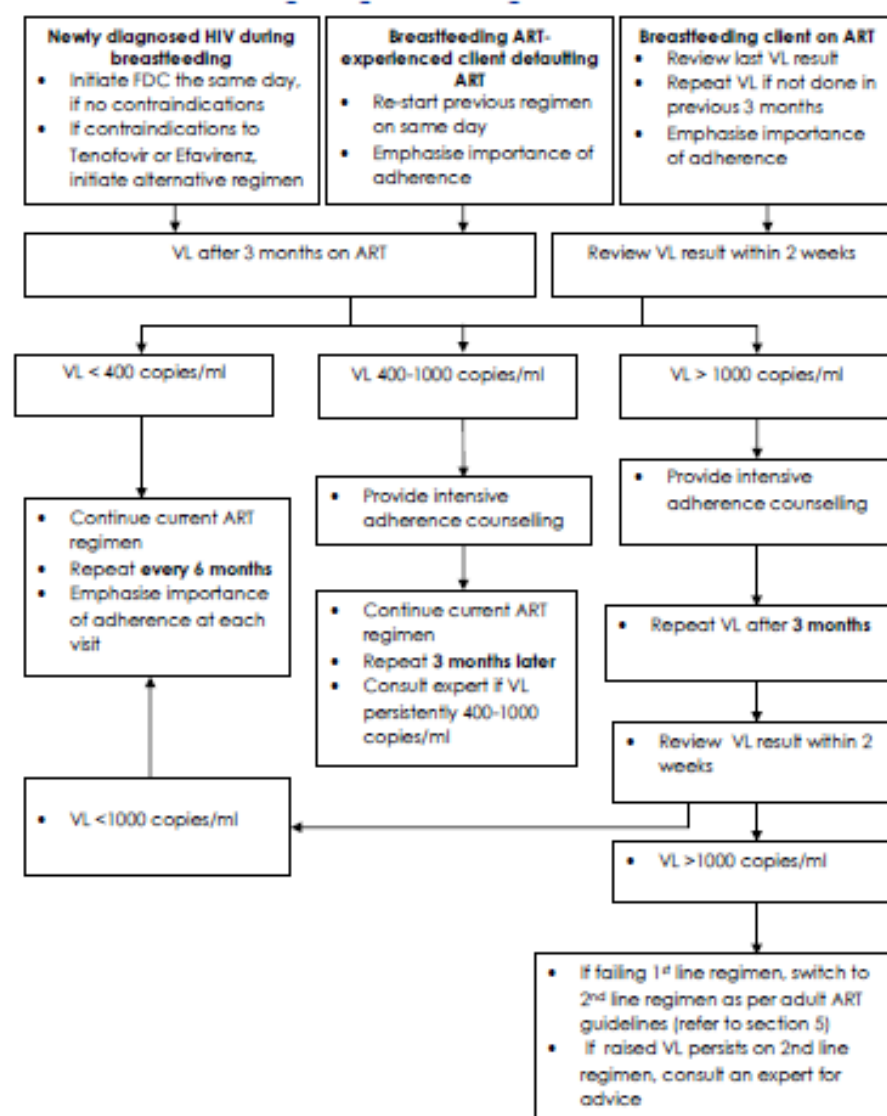 Newly diagnosed HIV during
breastfeeding
• Initiate FDC the same day,
if no contraindications
• If contraindications to
Tenofovir or Efavirenz,
initiate alternative regimen
Breastfeeding ART-
experienced client defaulting
ART
• Re-start previous regimen
on same day
• Emphasise importance of
adherence
Breastfeeding client on ART
• Review last VL result
• Repeat VL if not done in
previous 3 months
• Emphasise importance
of adherence
VL after 3 months on ART
Review VL result within 2 weeks
VL < 400 copies/ml
VL 400-1000 copies/ml
VL > 1000 copies/ml
• Continue current ART
regimen
• Repeat every 6 months
• Emphasise importance
of adherence at each
visit
• Provide intensive
adherence counselling
• Provide intensive
adherence counselling
• Continue current ART
regimen
• Repeat 3 months later
• Consult expert if VL
persistently 400-1000
copies/ml
• Repeat VL after 3 months
• Review VL result within 2
weeks
• VL <1000 copies/ml
• VL >1000 copies/ml
• If failing 1st line regimen, switch to
2nd line regimen as per adult ART
guidelines (refer to section 5)
• If raised VL persists on 2nd line
regimen, consult an expert for
advice